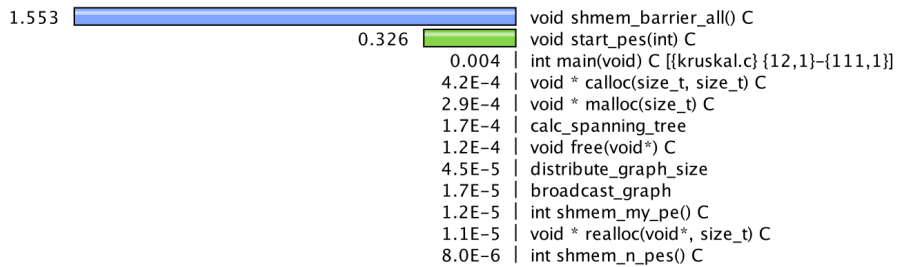 1.553 void shmem_barrier_all() C
0.326 void start_pes(int) C
0.004 int main(void) C [{kruskal.c} {12,1}-{111,1}]
4.2E-4 void * calloc(size_t, size_t) C
2.9E-4 void * malloc(size_t) C
1.7E-4 calc_spanning_tree
1.2E-4 void free(void*) C
4.5E-5 distribute_graph_size
1.7E-5 broadcast_graph
1.2E-5 int shmem_my_pe() C
1.1E-5 void * realloc(void*, size_t) C
8.0E-6 int shmem_n_pes() C